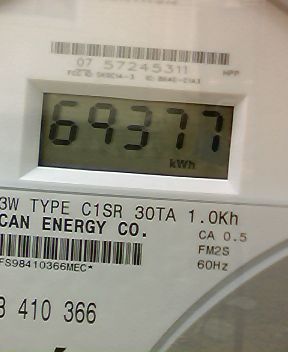 07 57245311 HPP
69377
kWh
3W TYPE C1SR 30TA 1.0Kh
CAN ENERGY CO. CA 0.5
FM2S
FS98410366MEC* 60Hz
410 366